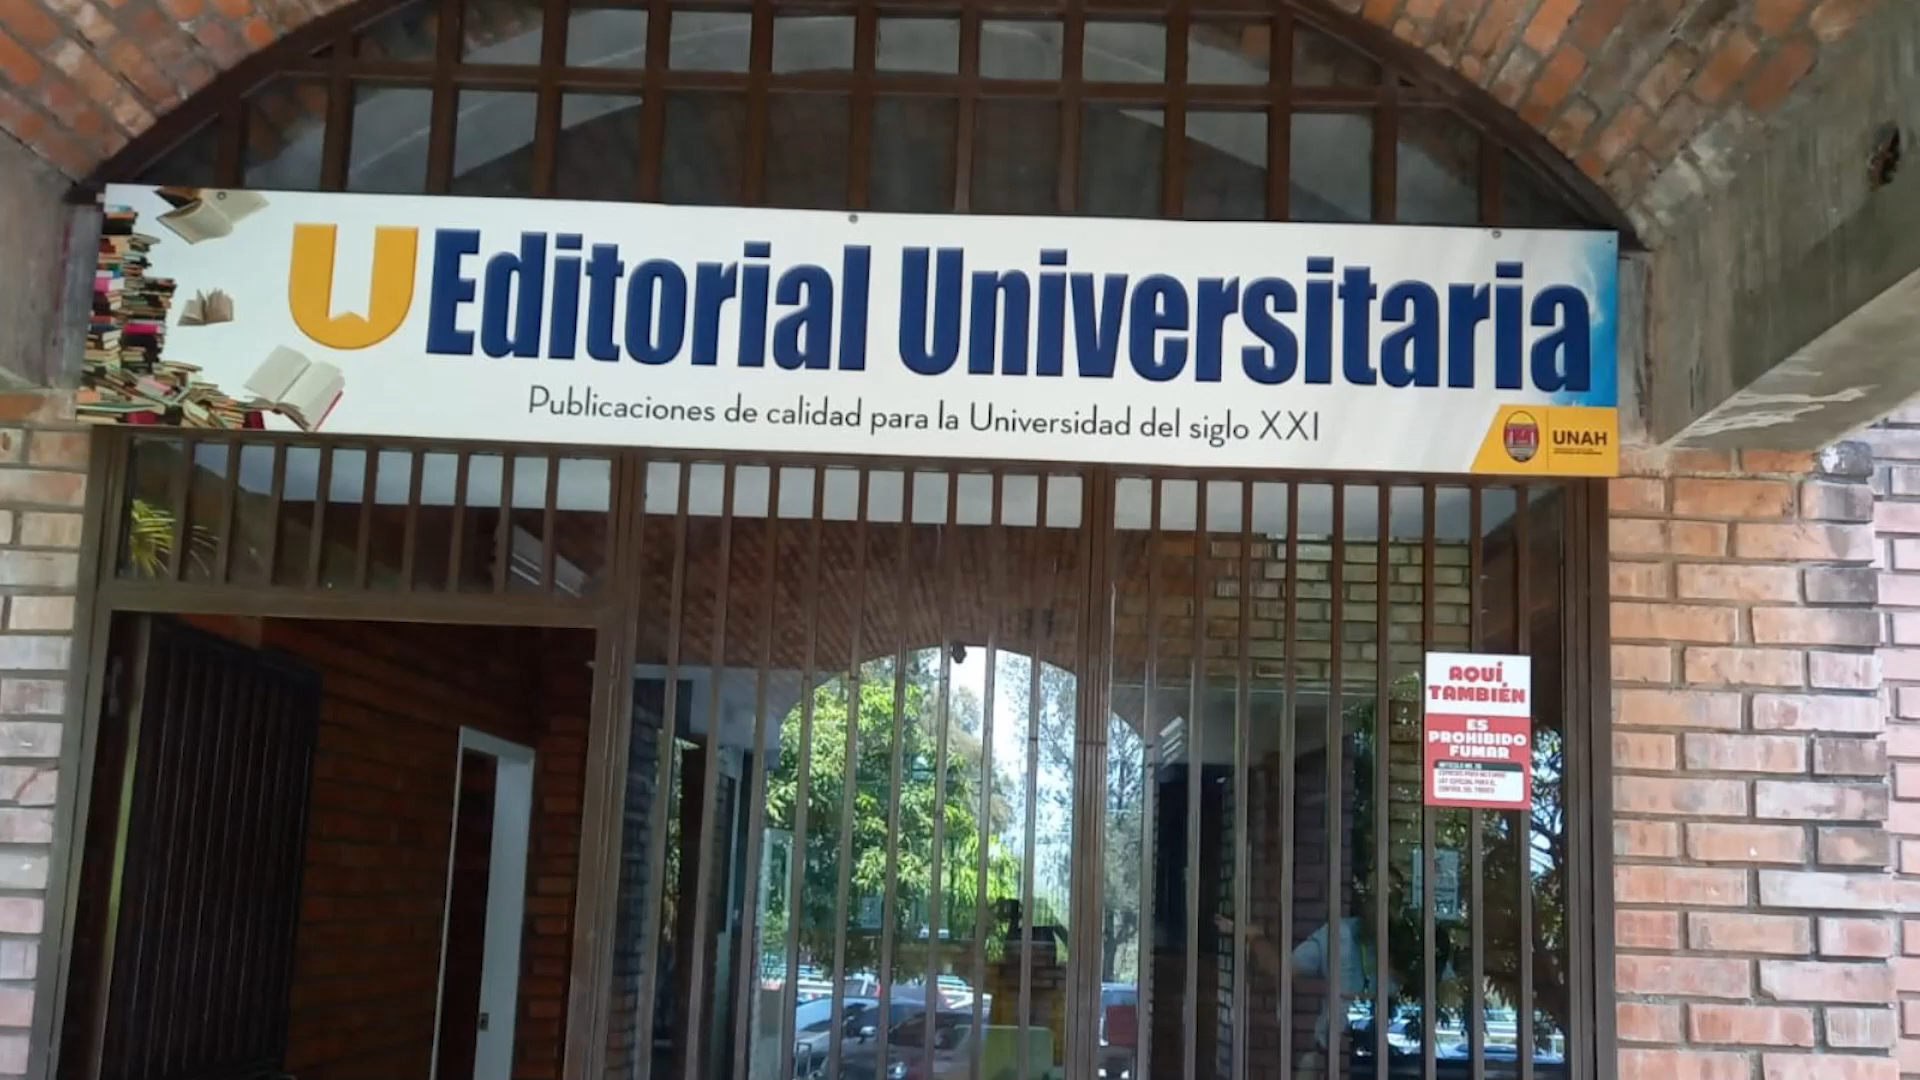 Editorial Universitaria
Publicaciones de calidad para la Universidad del siglo XXI
UNAH
AQUÍ
TAMBIÉN
ES
PROHIBIDO
FUMAR